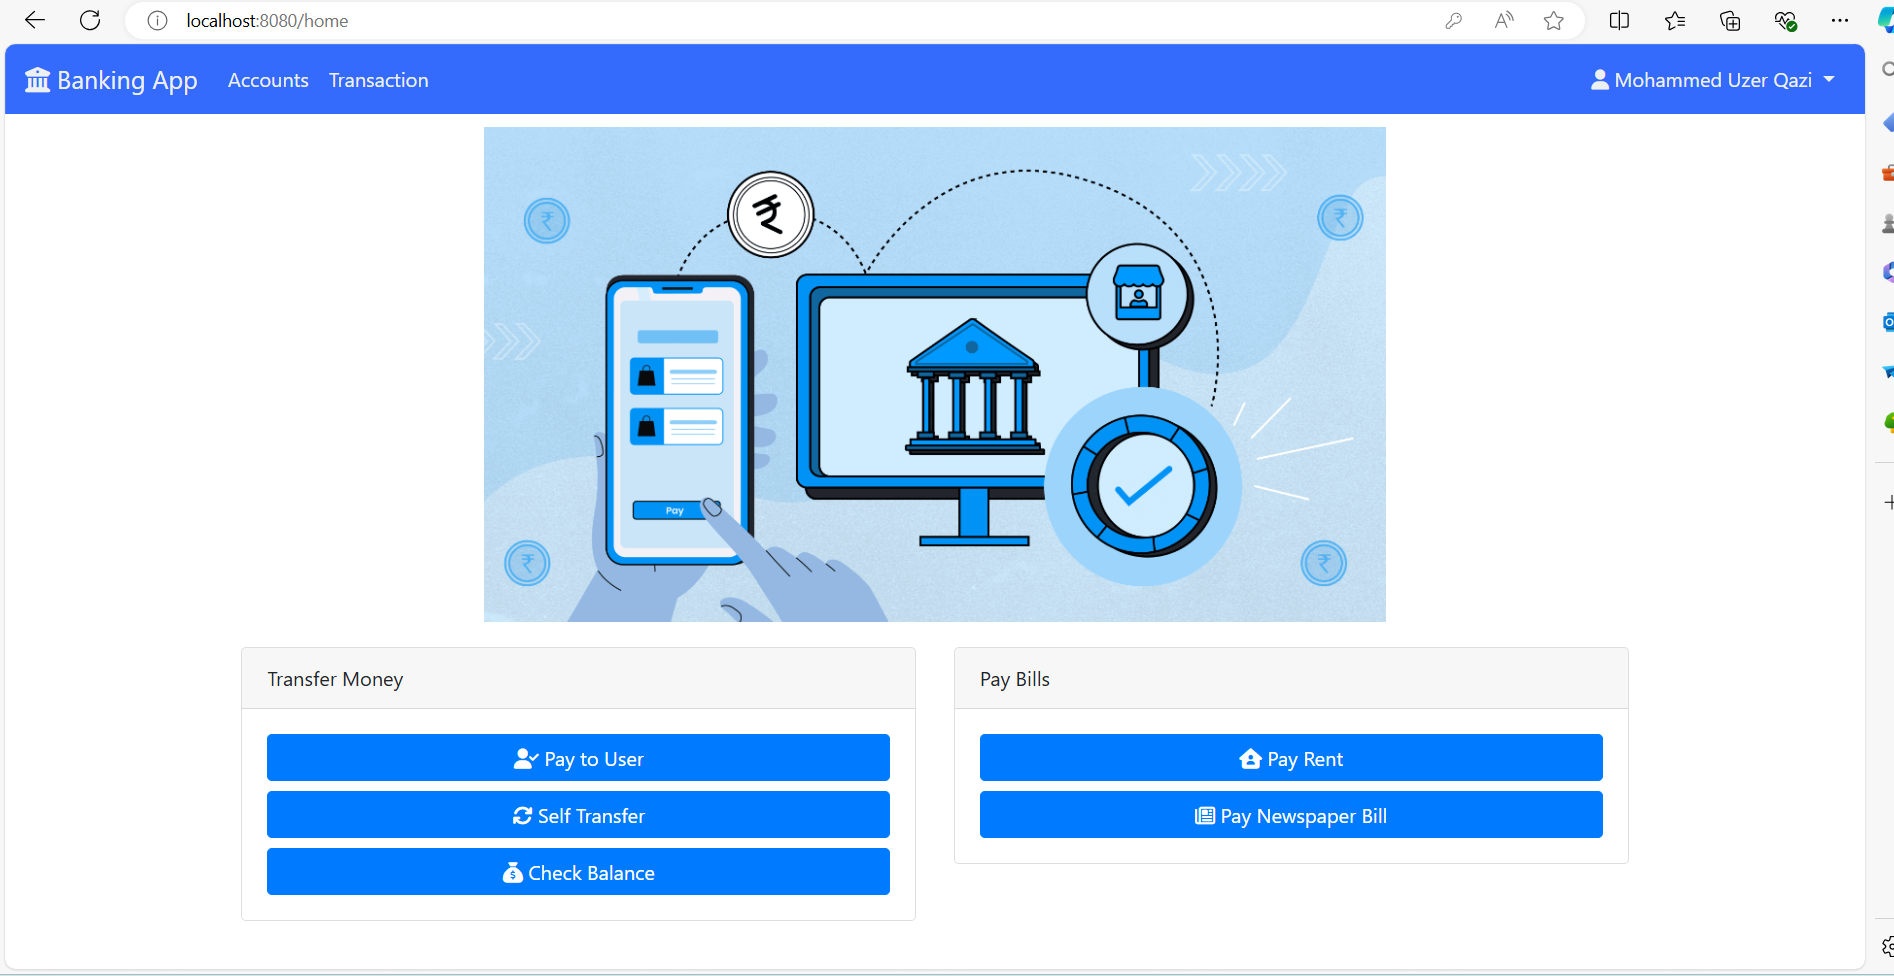 localhost:8080/home
Banking App Accounts Transaction Mohammed Uzer Qazi
₹
₹ ₹
Pay
₹ ₹
Transfer Money
Pay to User
Self Transfer
Check Balance
Pay Bills
Pay Rent
Pay Newspaper Bill